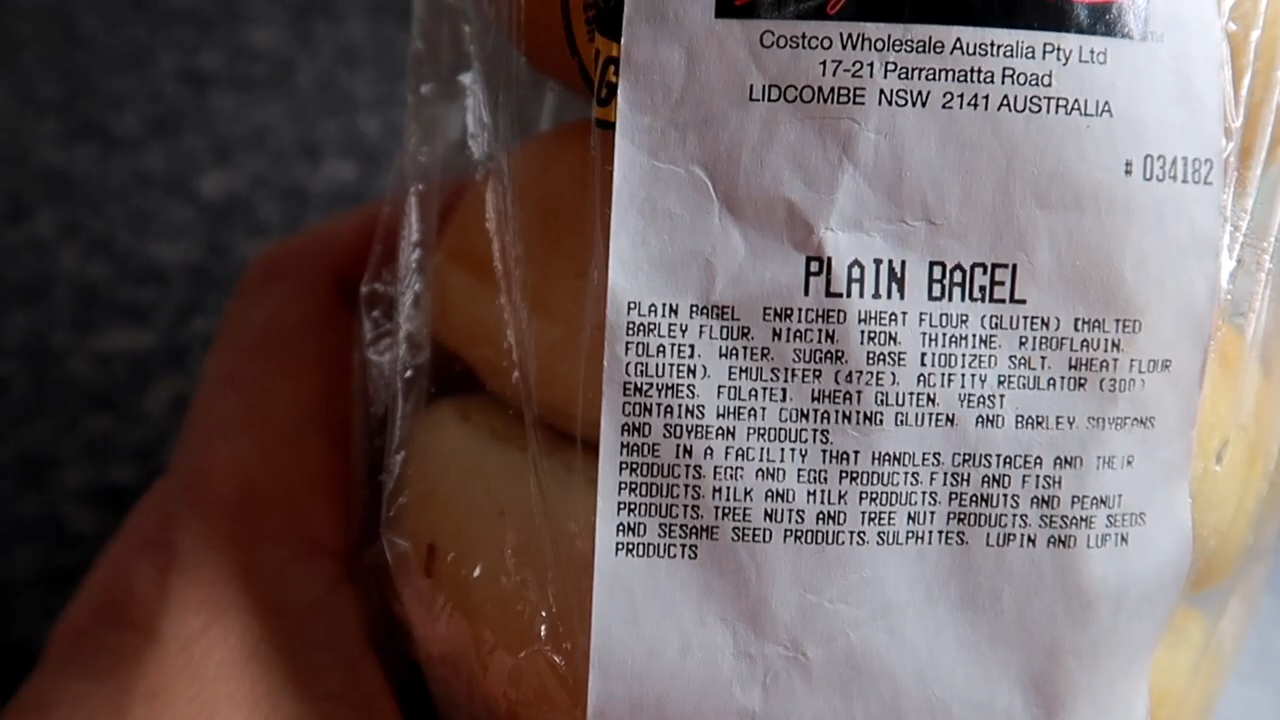 Costco Wholesale Australia Pty Ltd
17-21 Parramatta Road
LIDCOMBE NSW 2141 AUSTRALIA
# 034182
PLAIN BAGEL
PLAIN BAGEL ENRICHED WHEAT FLOUR (GLUTEN) [MALTED
BARLEY FLOUR, NIACIN, IRON, THIAMINE, RIBOFLAVIN,
FOLATE], WATER, SUGAR, BASE [IODIZED SALT, WHEAT FLOUR
(GLUTEN), EMULSIFER (472E), ACIFITY REGULATOR (300)
ENZYMES, FOLATE], WHEAT GLUTEN, YEAST
CONTAINS WHEAT CONTAINING GLUTEN, AND BARLEY, SOYBEANS
AND SOYBEAN PRODUCTS.
MADE IN A FACILITY THAT HANDLES, CRUSTACEA AND THEIR
PRODUCTS, EGG AND EGG PRODUCTS, FISH AND FISH
PRODUCTS, MILK AND MILK PRODUCTS, PEANUTS AND PEANUT
PRODUCTS, TREE NUTS AND TREE NUT PRODUCTS, SESAME SEEDS
AND SESAME SEED PRODUCTS, SULPHITES, LUPIN AND LUPIN
PRODUCTS